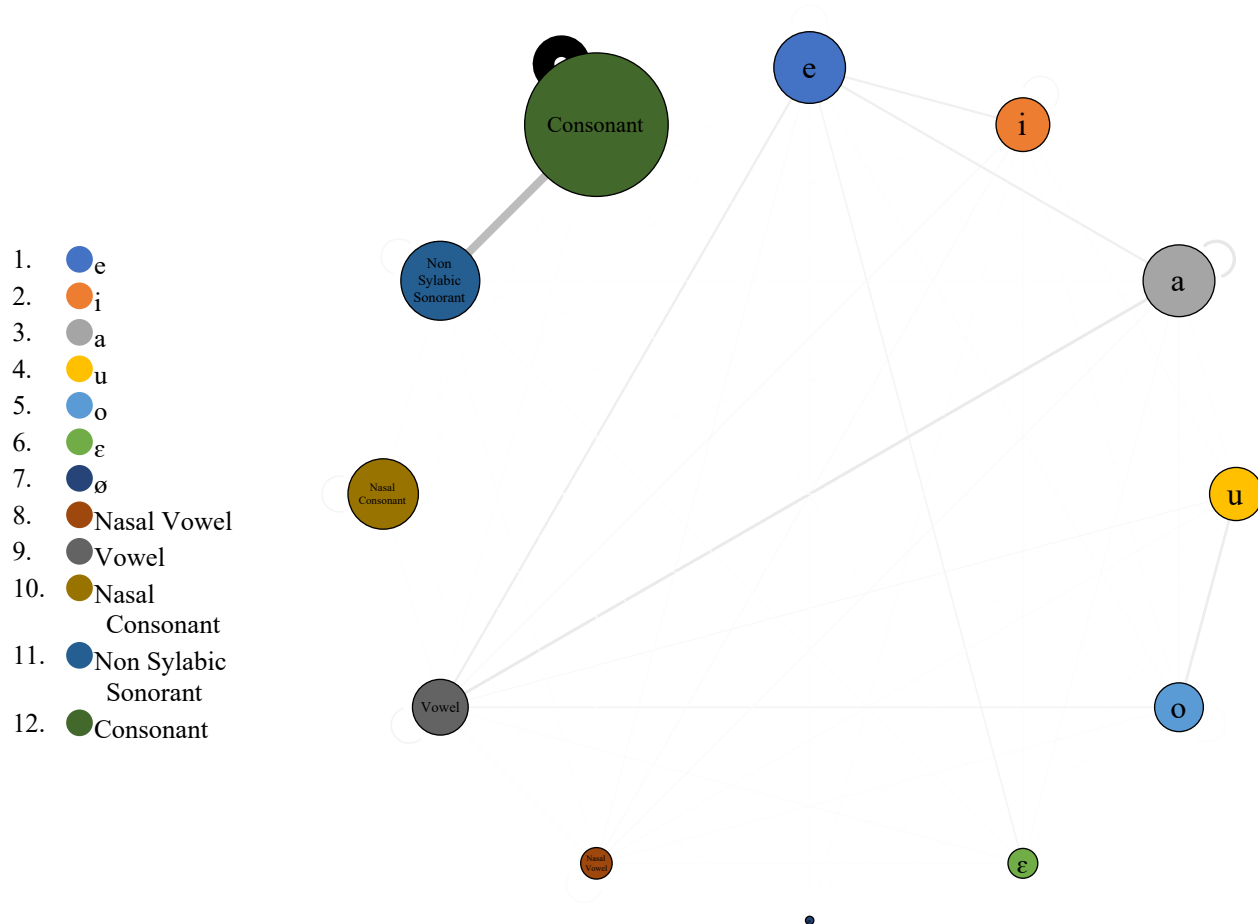 1. e
2. i
3. a
4. u
5. o
6. ε
7. ø
8. Nasal Vowel
9. Vowel
10. Nasal
Consonant
11. Non Sylabic
Sonorant
12. Consonant
e
Consonant
i
Non
Sylabic
Sonorant
a
Nasal
Consonant
u
Vowel
o
Nasal
Vowel
ε